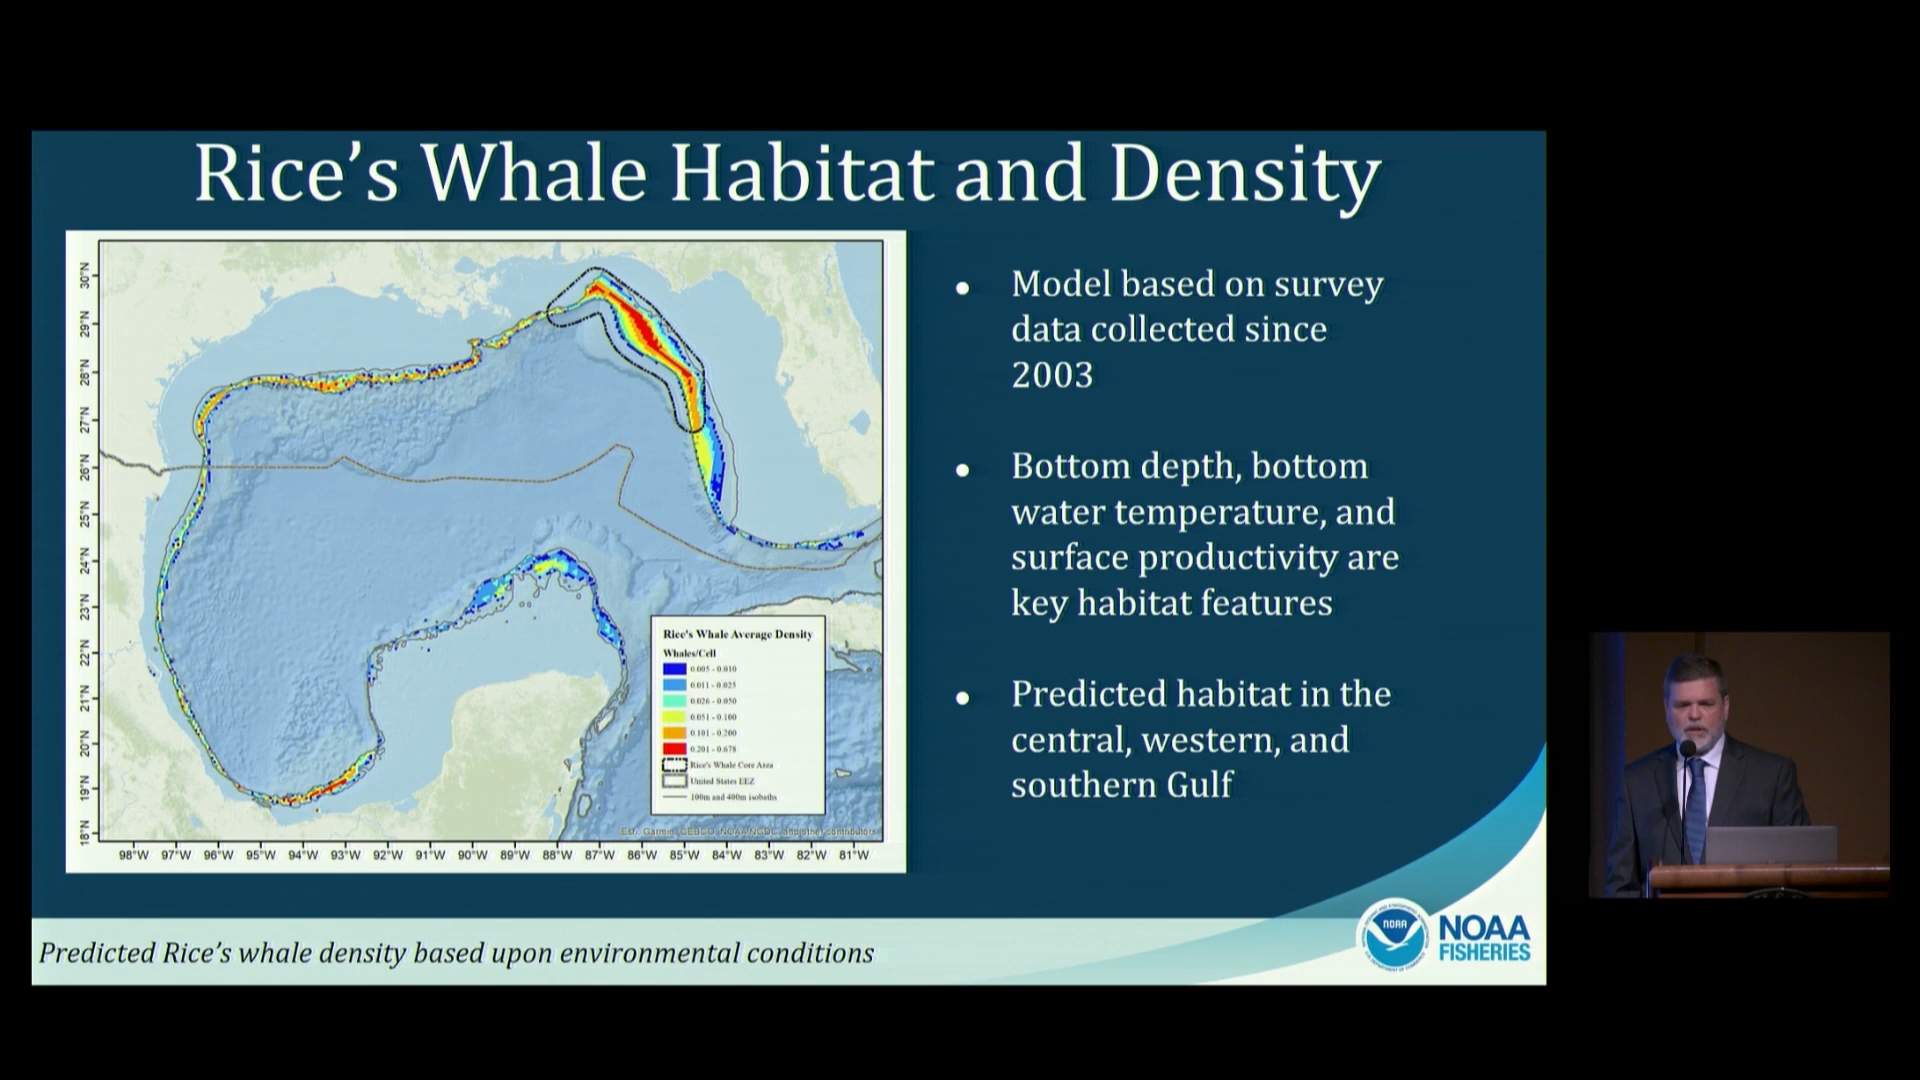 Rice’s Whale Habitat and Density
30°N
29°N
28°N
27°N
26°N
25°N
24°N
23°N
22°N
21°N
20°N
19°N
18°N
98°W 97°W 96°W 95°W 94°W 93°W 92°W 91°W 90°W 89°W 88°W 87°W 86°W 85°W 84°W 83°W 82°W 81°W
Rice's Whale Average Density
Whales/Cell
0.005 - 0.010
0.011 - 0.025
0.026 - 0.050
0.051 - 0.100
0.101 - 0.200
0.201 - 0.678
Rice's Whale Core Area
United States EEZ
100m and 400m isobaths
Esri, Garmin, GEBCO, NOAA NGDC, and other contributors
● Model based on survey
data collected since
2003
● Bottom depth, bottom
water temperature, and
surface productivity are
key habitat features
● Predicted habitat in the
central, western, and
southern Gulf
Predicted Rice’s whale density based upon environmental conditions
NOAA
NOAA
FISHERIES